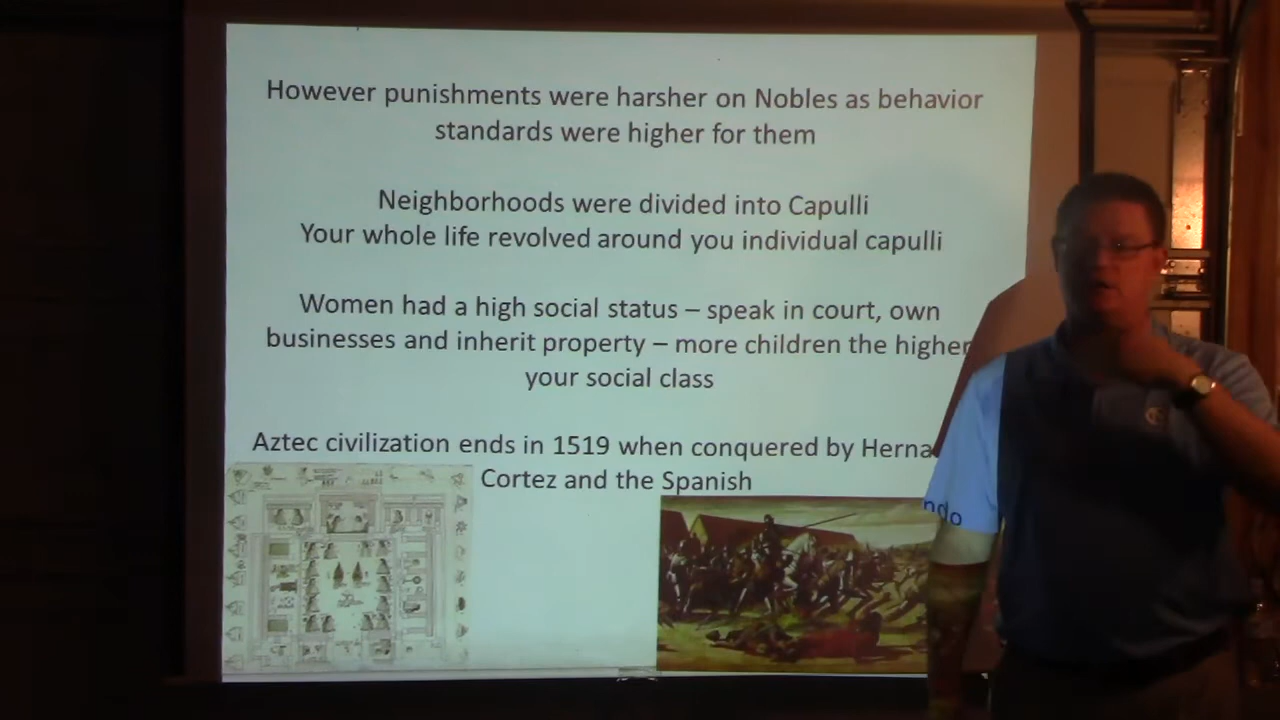 However punishments were harsher on Nobles as behavior
standards were higher for them
Neighborhoods were divided into Capulli
Your whole life revolved around you individual capulli
Women had a high social status – speak in court, own
businesses and inherit property – more children the higher
your social class
Aztec civilization ends in 1519 when conquered by Hernando
Cortez and the Spanish